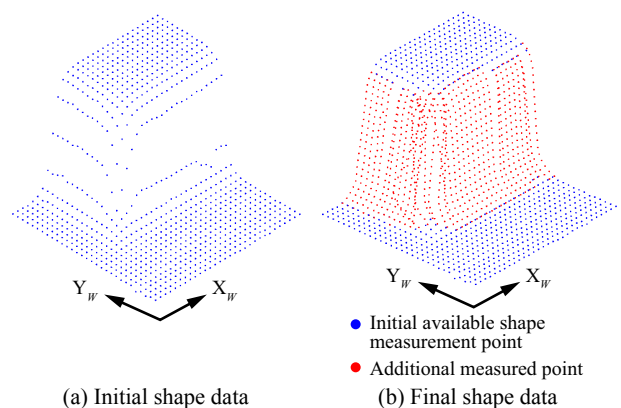 Y_W X_W
Y_W X_W
Initial available shape
measurement point
Additional measured point
(a) Initial shape data
(b) Final shape data